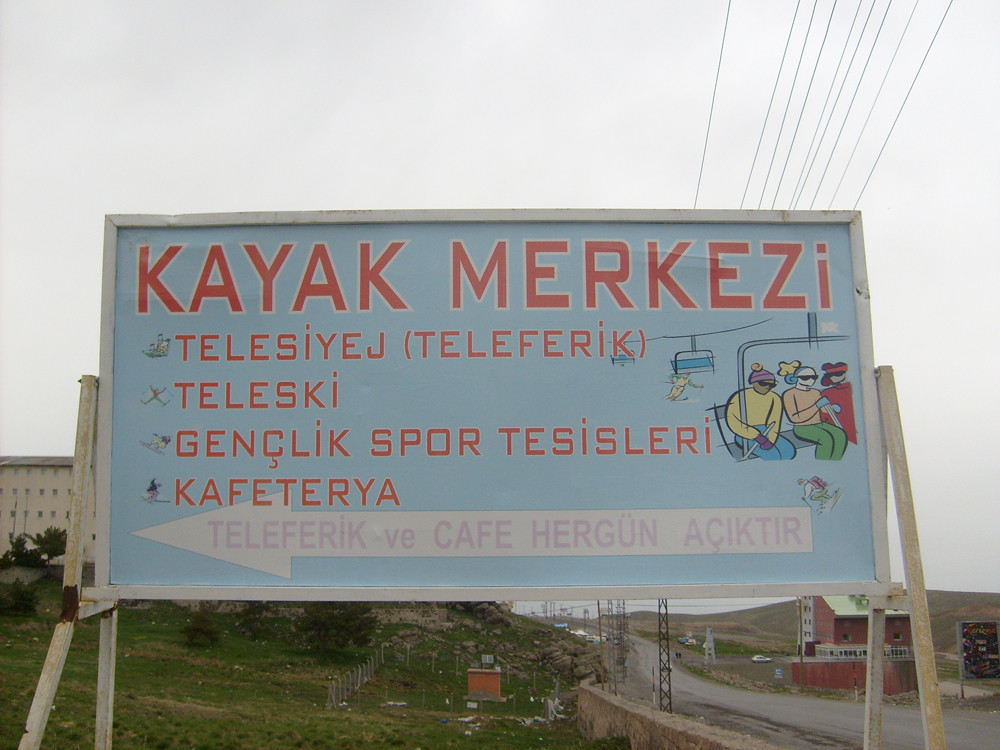 KAYAK MERKEZİ
TELESİYEJ (TELEFERİK)
TELESKİ
GENÇLİK SPOR TESİSLERİ
KAFETERYA
TELEFERİK ve CAFE HERGÜN AÇIKTIR